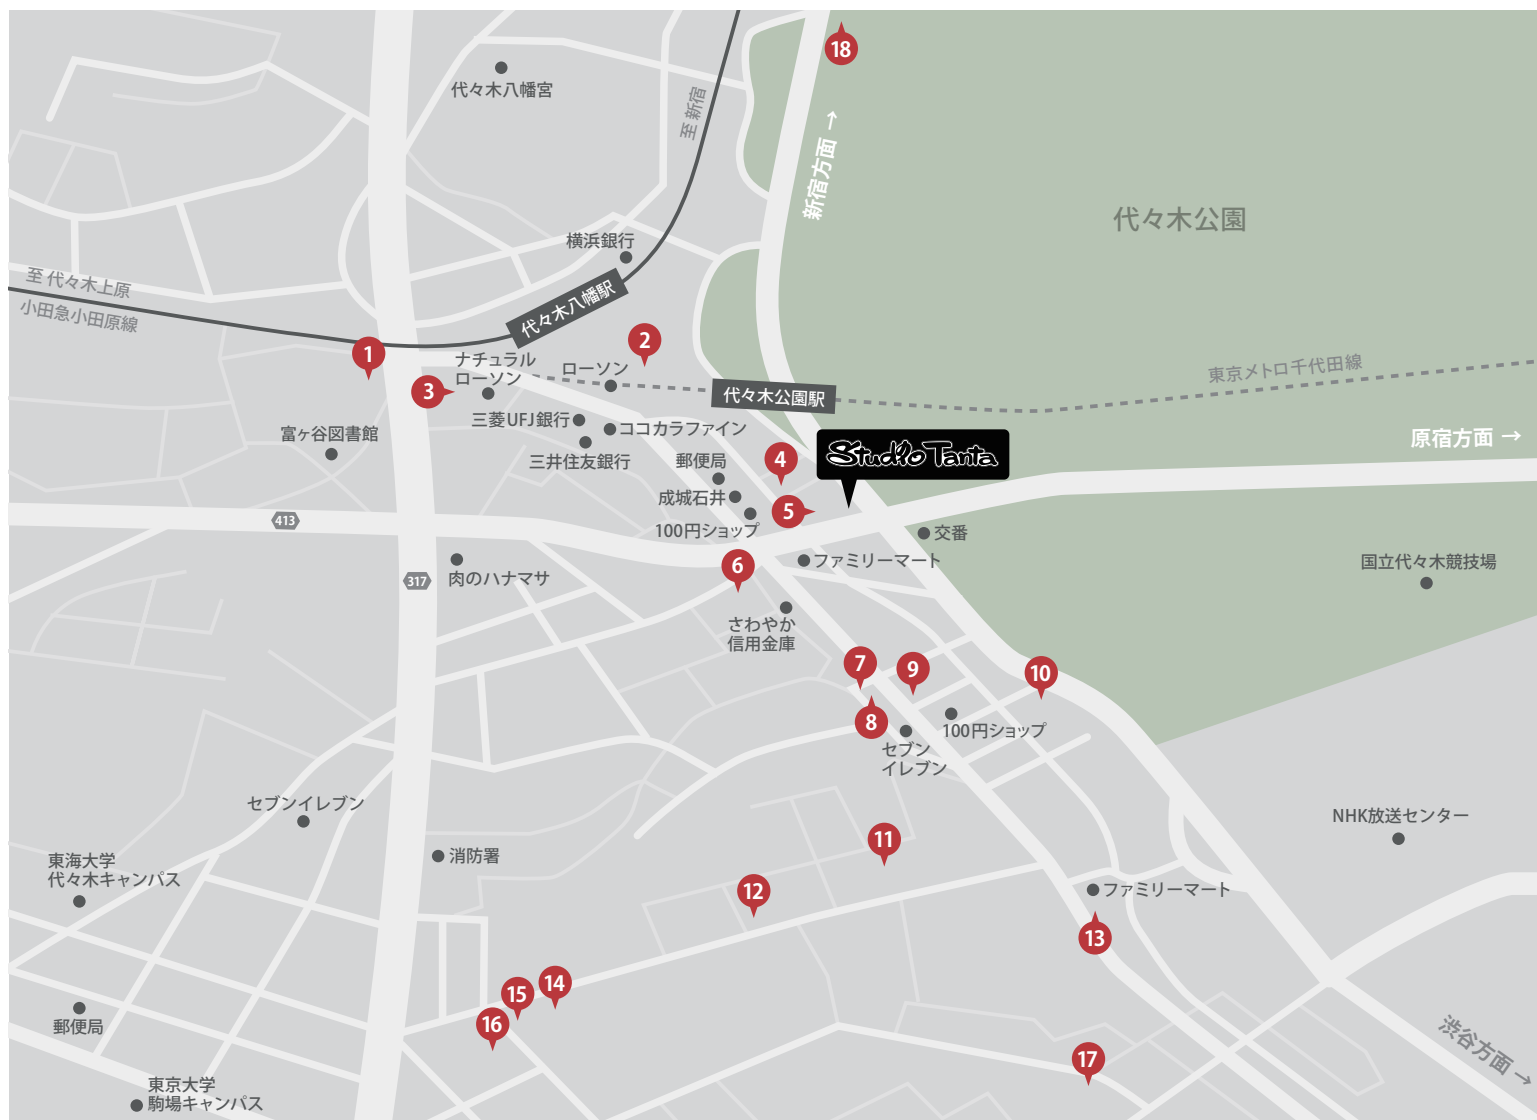 18
代々木八幡宮
至 新宿
新宿方面 →
代々木公園
横浜銀行
至 代々木上原
小田急小田原線
代々木八幡駅
1
2
ナチュラル
ローソン
3
ローソン
代々木公園駅
東京メトロ千代田線
三菱UFJ銀行
ココカラファイン
富ヶ谷図書館
三井住友銀行
郵便局
4
Studio Tanta
原宿方面 →
成城石井
5
413
100円ショップ
交番
6
ファミリーマート
国立代々木競技場
317
肉のハナマサ
さわやか
信用金庫
7
9
10
8
100円ショップ
セブン
イレブン
セブンイレブン
NHK放送センター
11
消防署
東海大学
代々木キャンパス
12
ファミリーマート
13
14
15
16
郵便局
渋谷方面 →
17
東京大学
駒場キャンパス